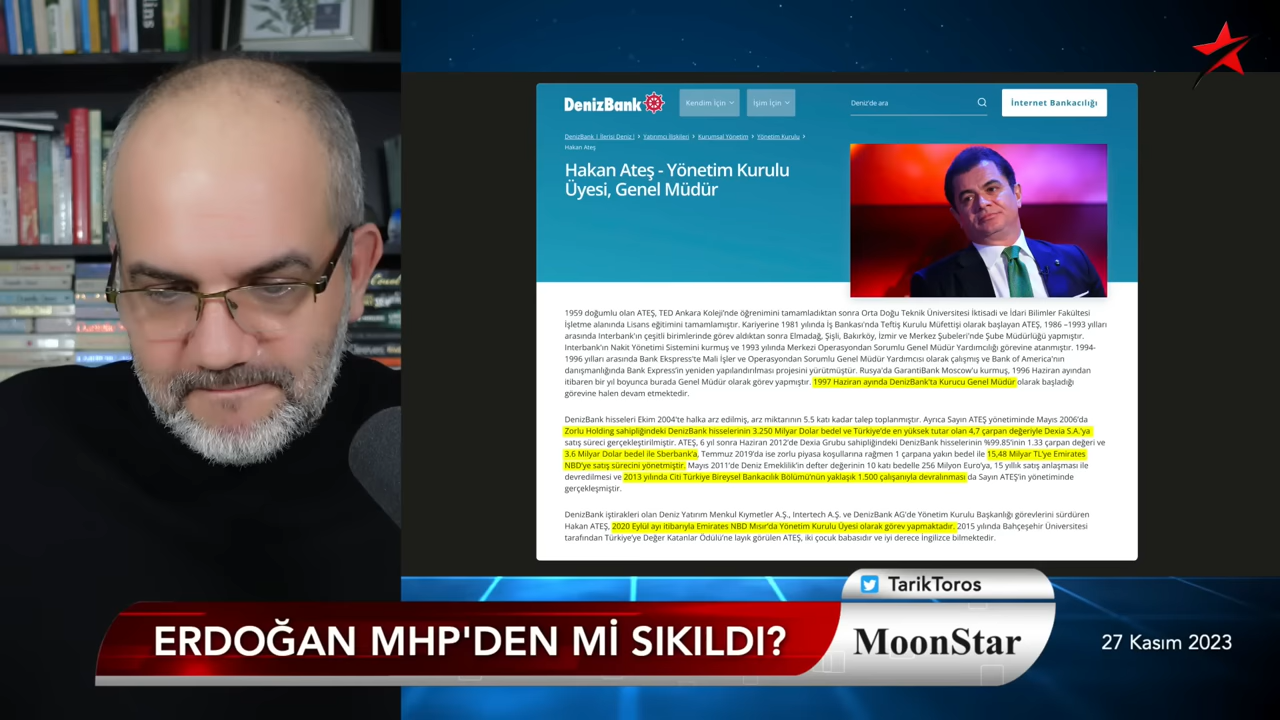 DenizBank
Kendim İçin
İşim İçin
Deniz'de ara
İnternet Bankacılığı
DenizBank | İlerisi Deniz ! > Yatırımcı İlişkileri > Kurumsal Yönetim > Yönetim Kurulu >
Hakan Ateş
Hakan Ateş - Yönetim Kurulu
Üyesi, Genel Müdür
1959 doğumlu olan ATEŞ, TED Ankara Koleji'nde öğrenimini tamamladıktan sonra Orta Doğu Teknik Üniversitesi İktisadi ve İdari Bilimler Fakültesi
İşletme alanında Lisans eğitimini tamamlamıştır. Kariyerine 1981 yılında İş Bankası'nda Teftiş Kurulu Müfettişi olarak başlayan ATEŞ, 1986 –1993 yılları
arasında Interbank'ın çeşitli birimlerinde görev aldıktan sonra Elmadağ, Şişli, Bakırköy, İzmir ve Merkez Şubeleri'nde Şube Müdürlüğü yapmıştır.
Interbank'ın Nakit Yönetimi Sistemini kurmuş ve 1993 yılında Merkezi Operasyondan Sorumlu Genel Müdür Yardımcılığı görevine atanmıştır. 1994-
1996 yılları arasında Bank Ekspress'te Mali İşler ve Operasyondan Sorumlu Genel Müdür Yardımcısı olarak çalışmış ve Bank of America'nın
danışmanlığında Bank Express'in yeniden yapılandırılması projesini yürütmüştür. Rusya'da GarantiBank Moscow'u kurmuş, 1996 Haziran ayından
itibaren bir yıl boyunca burada Genel Müdür olarak görev yapmıştır. 1997 Haziran ayında DenizBank'ta Kurucu Genel Müdür olarak başladığı
görevine halen devam etmektedir.
DenizBank hisseleri Ekim 2004'te halka arz edilmiş, arz miktarının 5.5 katı kadar talep toplanmıştır. Ayrıca Sayın ATEŞ yönetiminde Mayıs 2006'da
Zorlu Holding sahipliğindeki DenizBank hisselerinin 3.250 Milyar Dolar bedel ve Türkiye'de en yüksek tutar olan 4,7 çarpan değeriyle Dexia S.A.'ya
satış süreci gerçekleştirilmiştir. ATEŞ, 6 yıl sonra Haziran 2012'de Dexia Grubu sahipliğindeki DenizBank hisselerinin %99.85'inin 1.33 çarpan değeri ve
3.6 Milyar Dolar bedel ile Sberbank'a, Temmuz 2019'da ise zorlu piyasa koşullarına rağmen 1 çarpana yakın bedel ile 15,48 Milyar TL'ye Emirates
NBD'ye satış sürecini yönetmiştir. Mayıs 2011'de Deniz Emeklilik'in defter değerinin 10 katı bedelle 256 Milyon Euro'ya, 15 yıllık satış anlaşması ile
devredilmesi ve 2013 yılında Citi Türkiye Bireysel Bankacılık Bölümü'nün yaklaşık 1.500 çalışanıyla devralınması da Sayın ATEŞ'in yönetiminde
gerçekleşmiştir.
DenizBank iştirakleri olan Deniz Yatırım Menkul Kıymetler A.Ş., Intertech A.Ş. ve DenizBank AG'de Yönetim Kurulu Başkanlığı görevlerini sürdüren
Hakan ATEŞ, 2020 Eylül ayı itibarıyla Emirates NBD Mısır'da Yönetim Kurulu Üyesi olarak görev yapmaktadır. 2015 yılında Bahçeşehir Üniversitesi
tarafından Türkiye'ye Değer Katanlar Ödülü'ne layık görülen ATEŞ, iki çocuk babasıdır ve iyi derece İngilizce bilmektedir.
TarikToros
ERDOĞAN MHP'DEN Mİ SIKILDI?
MoonStar
27 Kasım 2023